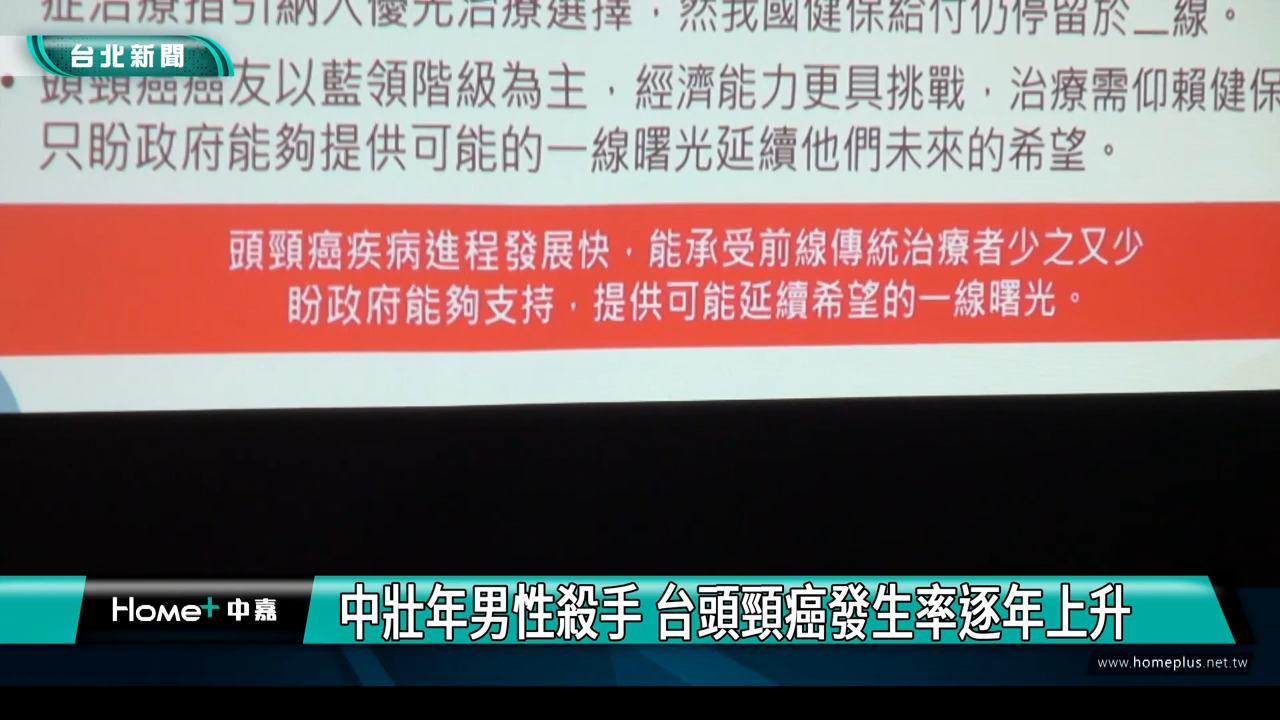 症治療指引納入優先治療選擇，然我國健保給付仍停留於二線。
台北新聞
• 頭頸癌癌友以藍領階級為主，經濟能力更具挑戰，治療需仰賴健保
只盼政府能夠提供可能的一線曙光延續他們未來的希望。
頭頸癌疾病進程發展快，能承受前線傳統治療者少之又少
盼政府能夠支持，提供可能延續希望的一線曙光。
Home+ 中嘉
中壯年男性殺手 台頭頸癌發生率逐年上升
www.homeplus.net.tw